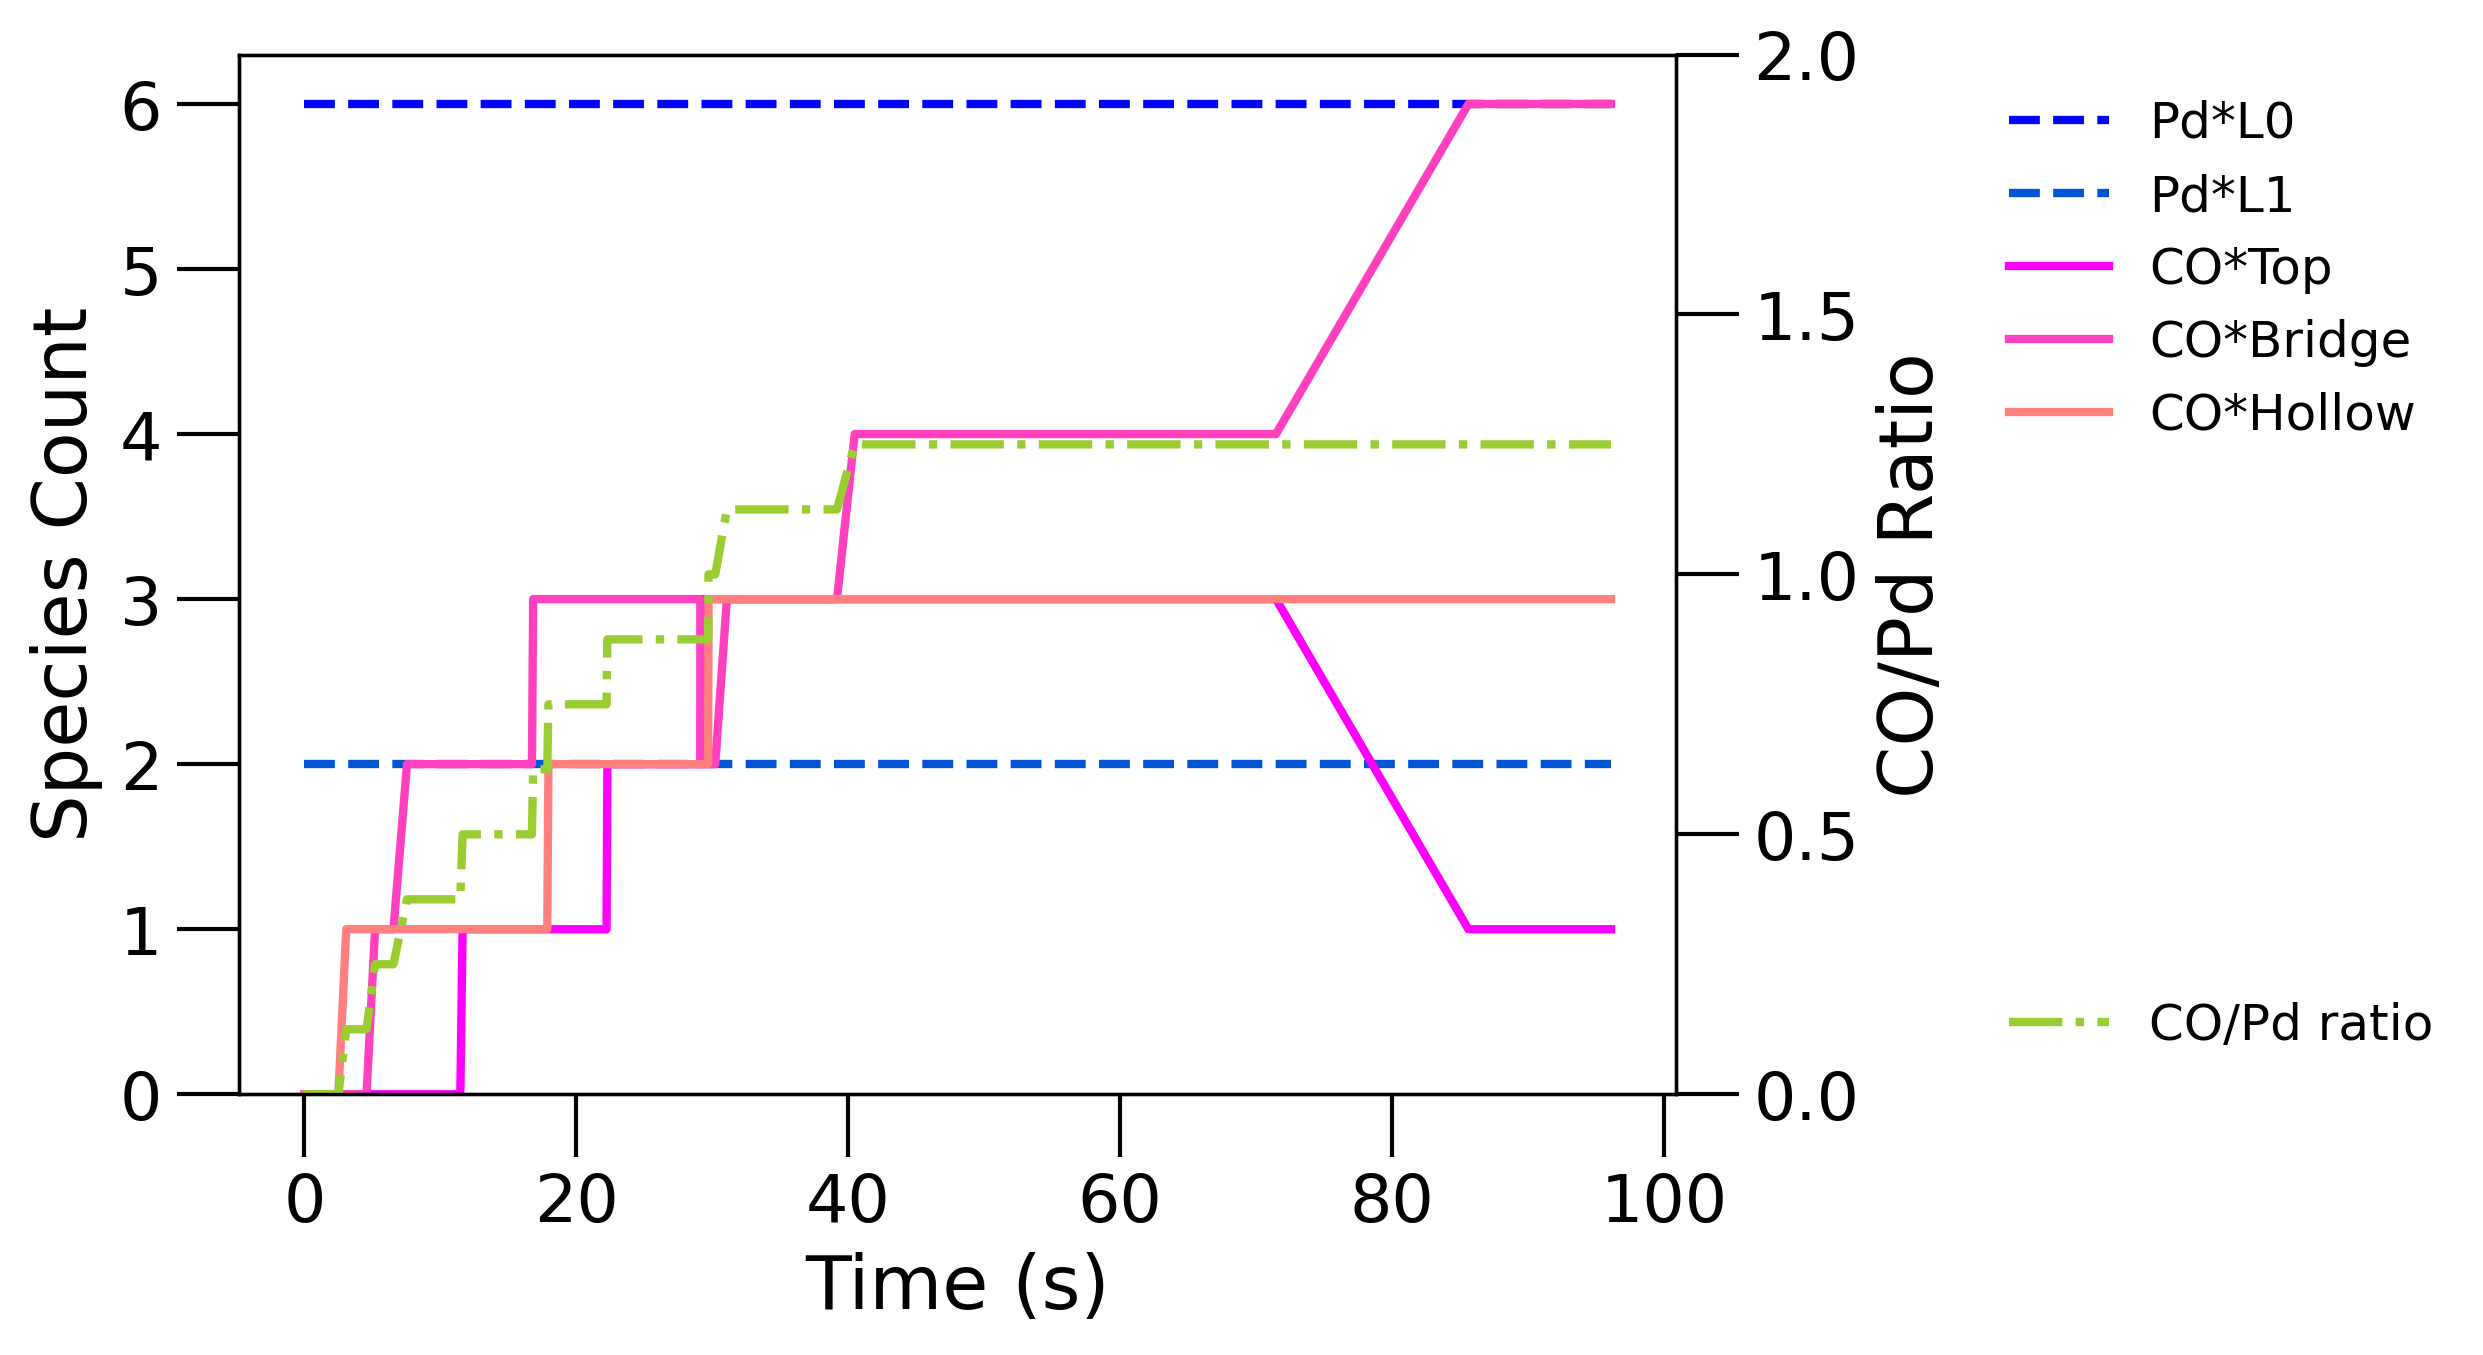 Species Count
6
5
4
3
2
1
0
0 20 40 60 80 100
Time (s)
2.0
1.5
1.0
0.5
0.0
CO/Pd Ratio
Pd*L0
Pd*L1
CO*Top
CO*Bridge
CO*Hollow
CO/Pd ratio